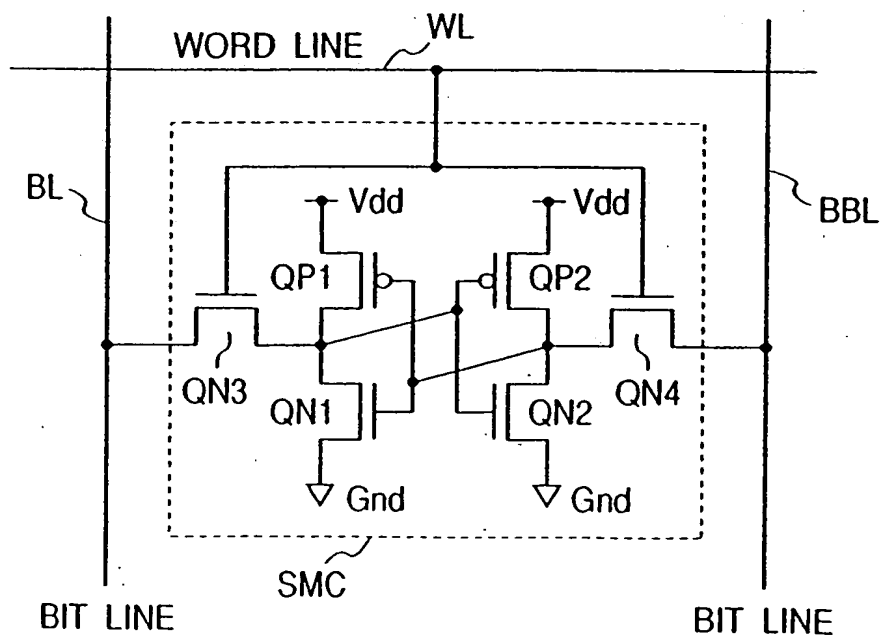 WL
WORD LINE
BL
Vdd
Vdd
BBL
QP1
QP2
QN3
QN1
QN2
QN4
Gnd
Gnd
SMC
BIT LINE
BIT LINE